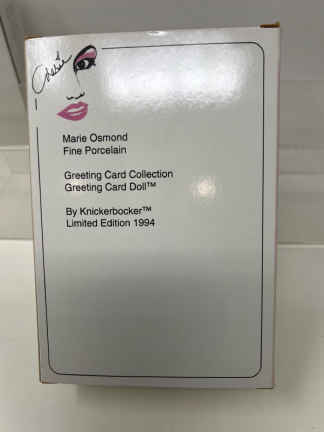 Marie Osmond
Fine Porcelain
Greeting Card Collection
Greeting Card Doll™
By Knickerbocker™
Limited Edition 1994